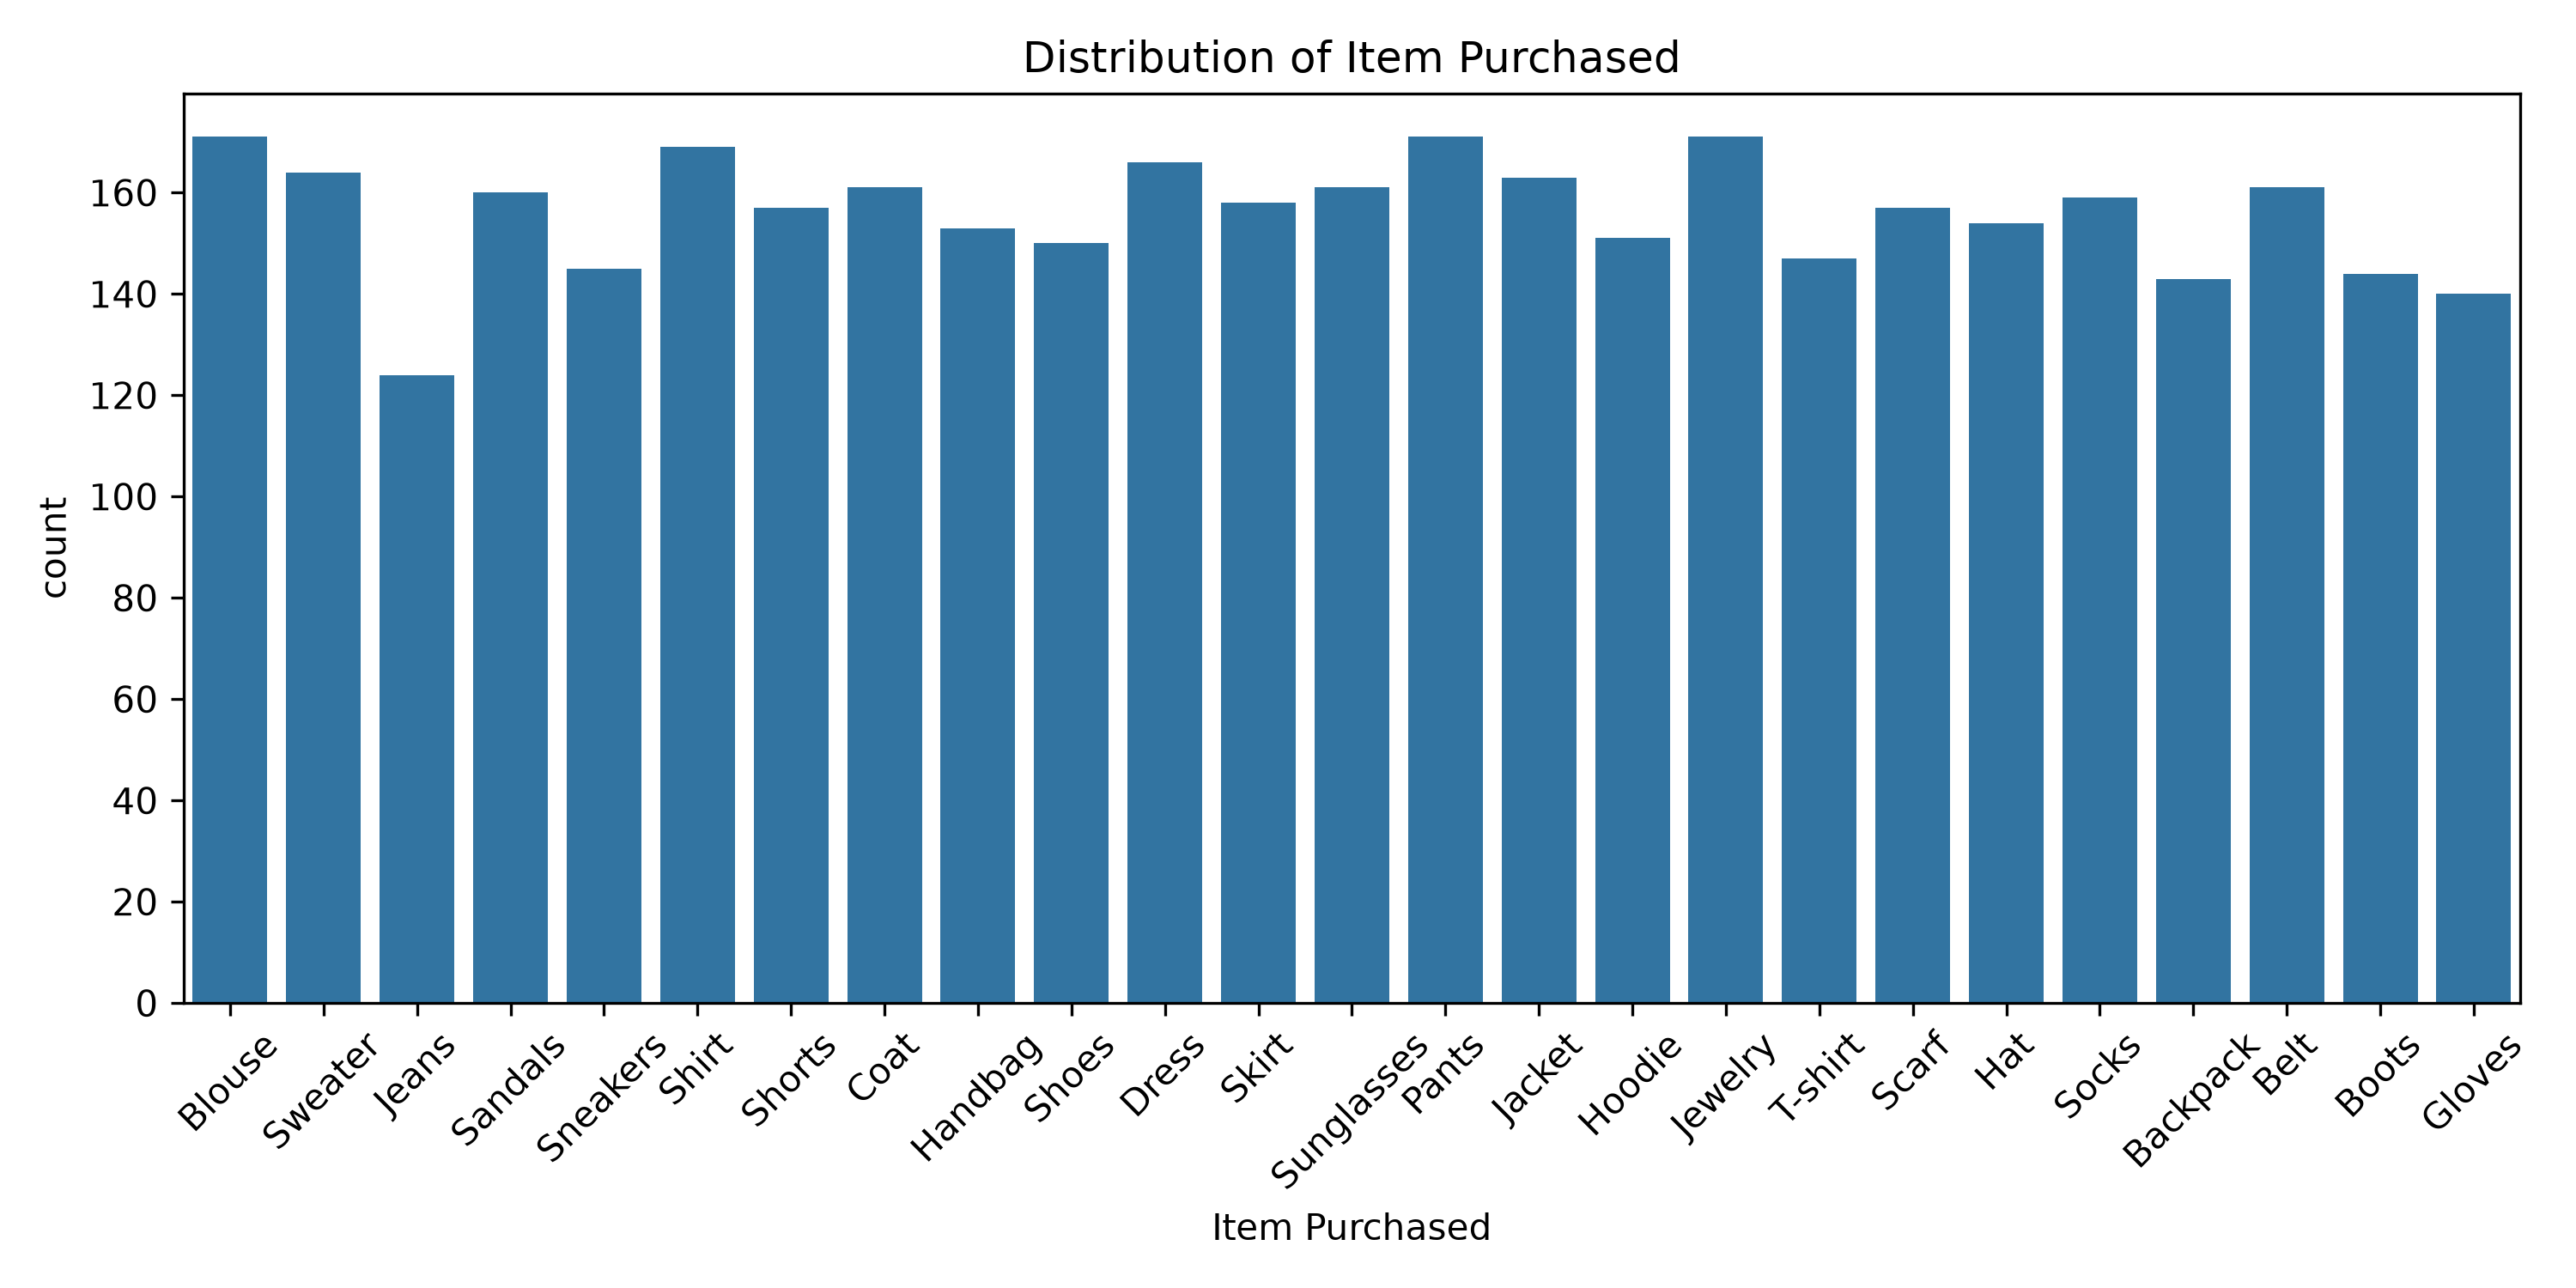 Distribution of Item Purchased
count
160
140
120
100
80
60
40
20
0
Blouse
Sweater
Jeans
Sandals
Sneakers
Shirt
Shorts
Coat
Handbag
Shoes
Dress
Skirt
Sunglasses
Pants
Jacket
Hoodie
Jewelry
T-shirt
Scarf
Hat
Socks
Backpack
Belt
Boots
Gloves
Item Purchased